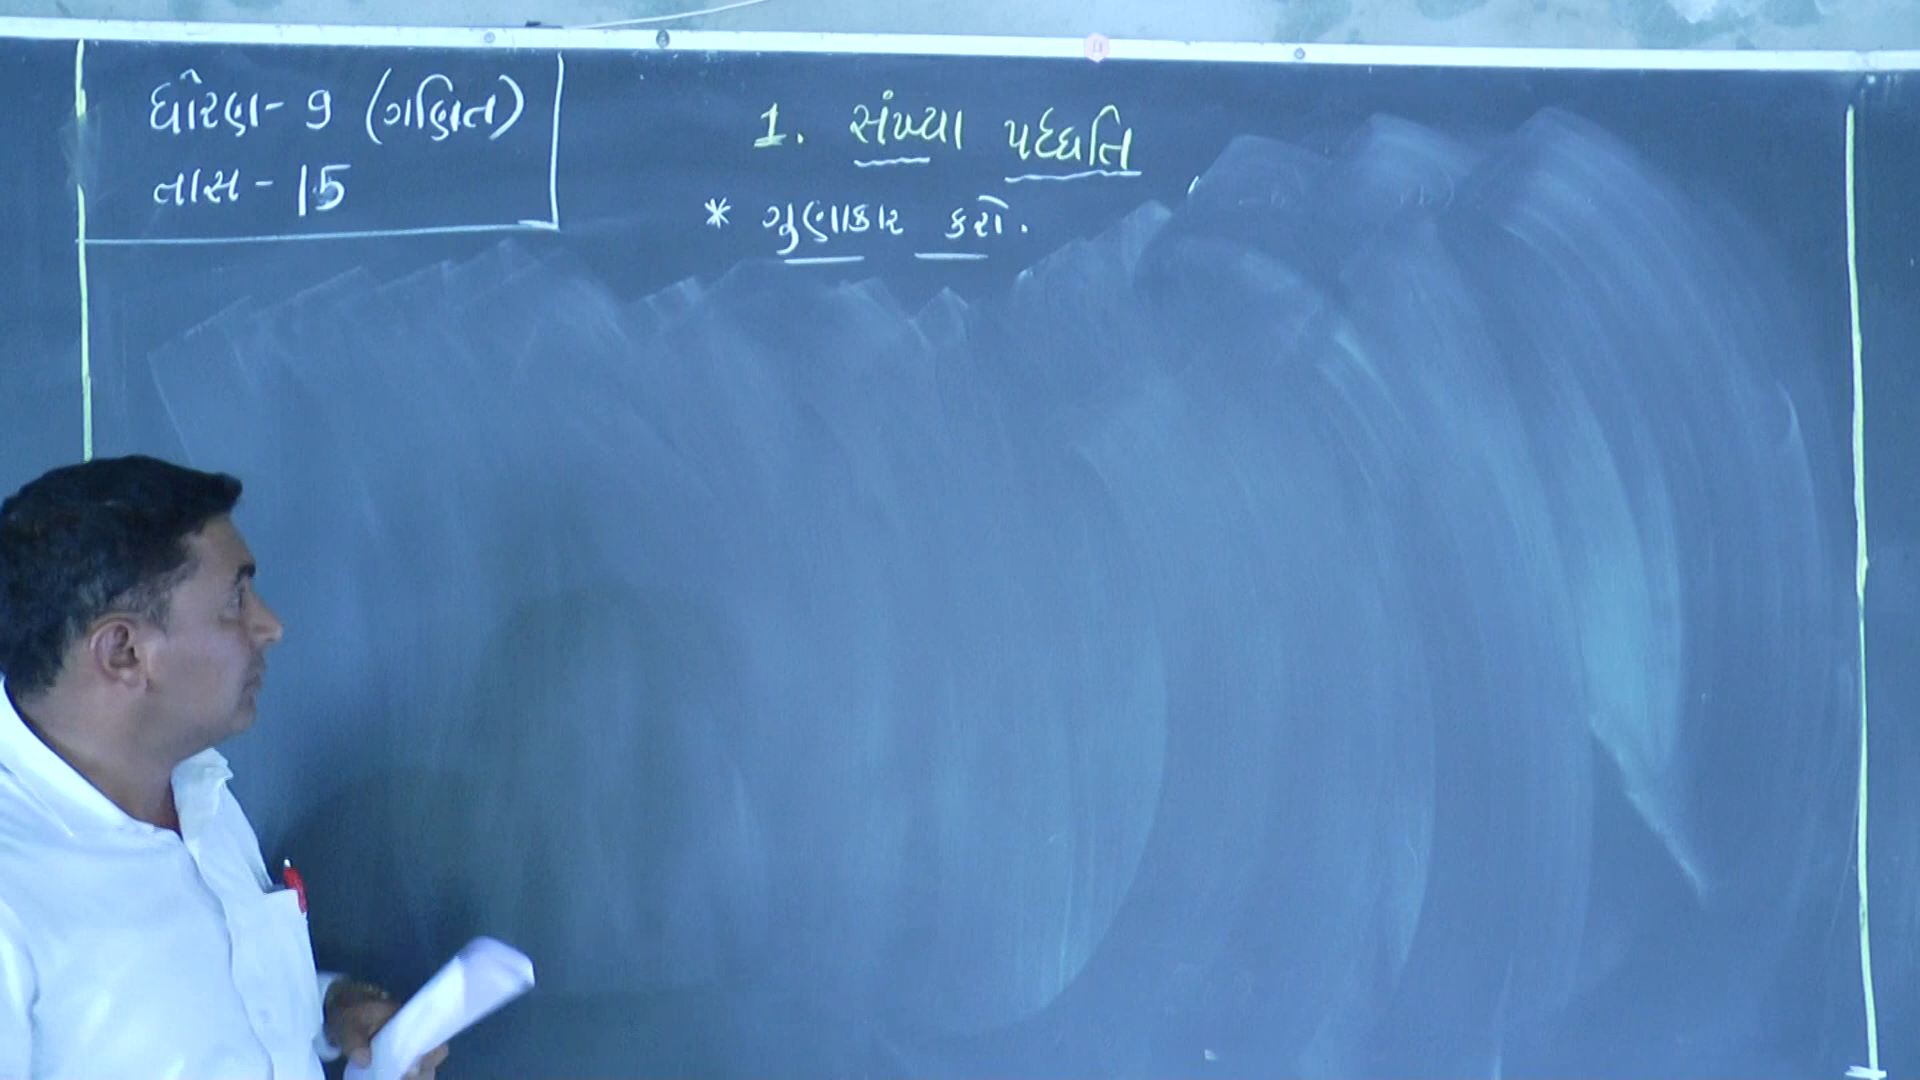 ધોરણ - 9 (ગણિત)
તાસ - 15
1. સંખ્યા પદ્ધતિ
* ગુણાકાર કરો.